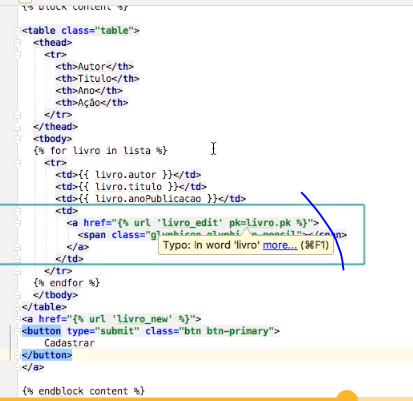 {% block content %}
<table class="table">
<thead>
<tr>
<th>Autor</th>
<th>Titulo</th>
<th>Ano</th>
<th>Ação</th>
</tr>
</thead>
<tbody>
{% for livro in lista %}
<tr>
<td>{{ livro.autor }}</td>
<td>{{ livro.titulo }}</td>
<td>{{ livro.anoPublicacao }}</td>
<td>
<a href="{% url 'livro_edit' pk=livro.pk %}">
<span class="glyphicon glyphicon-pencil"></span>
Typo: In word 'livro' more... (⌘F1)
</a>
</td>
</tr>
{% endfor %}
</tbody>
</table>
<a href="{% url 'livro_new' %}">
<button type="submit" class="btn btn-primary">
Cadastrar
</button>
</a>
{% endblock content %}